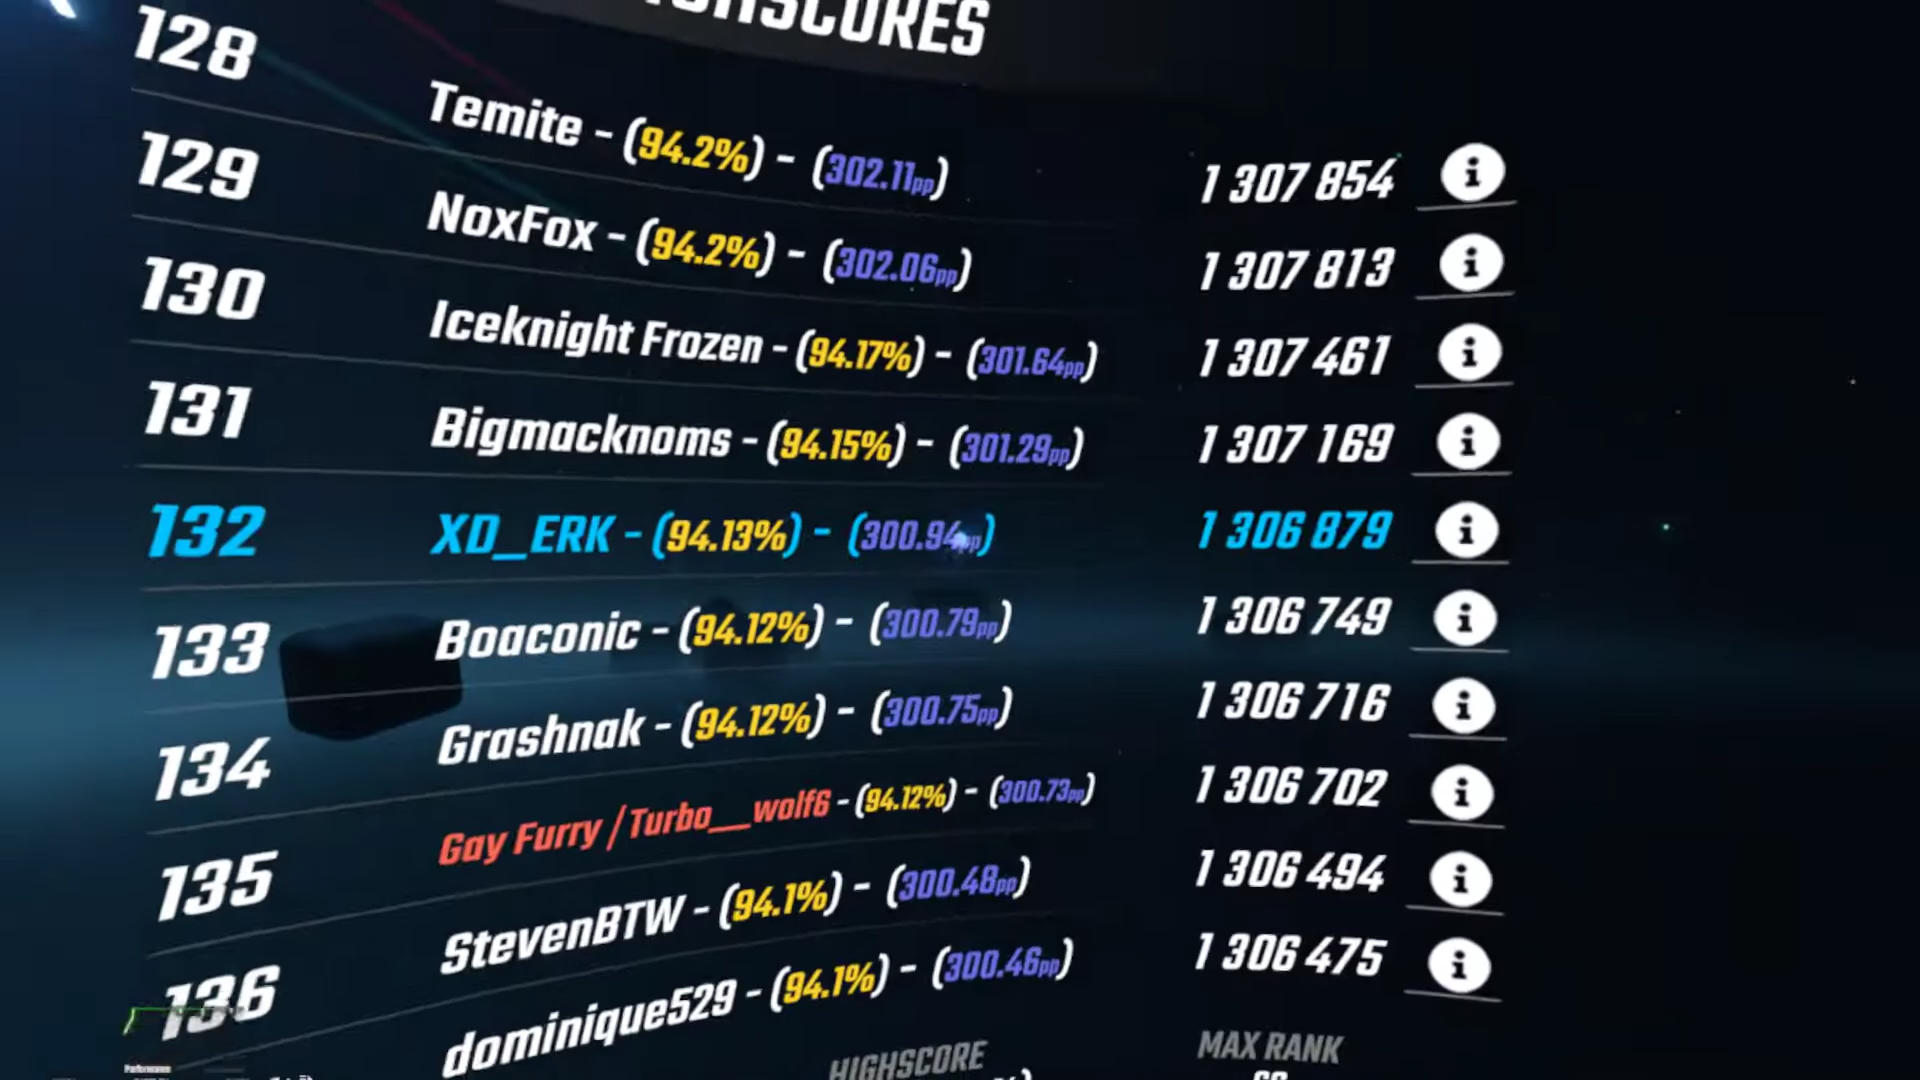 HSCORES
128 Temite - (94.2%) - (302.11pp) 1 307 854 i
129 NoxFox - (94.2%) - (302.06pp) 1 307 813 i
130 Iceknight Frozen - (94.17%) - (301.64pp) 1 307 461 i
131 Bigmacknoms - (94.15%) - (301.29pp) 1 307 169 i
132 XD_ERK - (94.13%) - (300.94pp) 1 306 879 i
133 Boaconic - (94.12%) - (300.79pp) 1 306 749 i
134 Grashnak - (94.12%) - (300.75pp) 1 306 716 i
135 Gay Furry / Turbo__wolf6 - (94.12%) - (300.73pp) 1 306 702 i
136 StevenBTW - (94.1%) - (300.48pp) 1 306 494 i
dominique529 - (94.1%) - (300.46pp) 1 306 475 i
HIGHSCORE MAX RANK